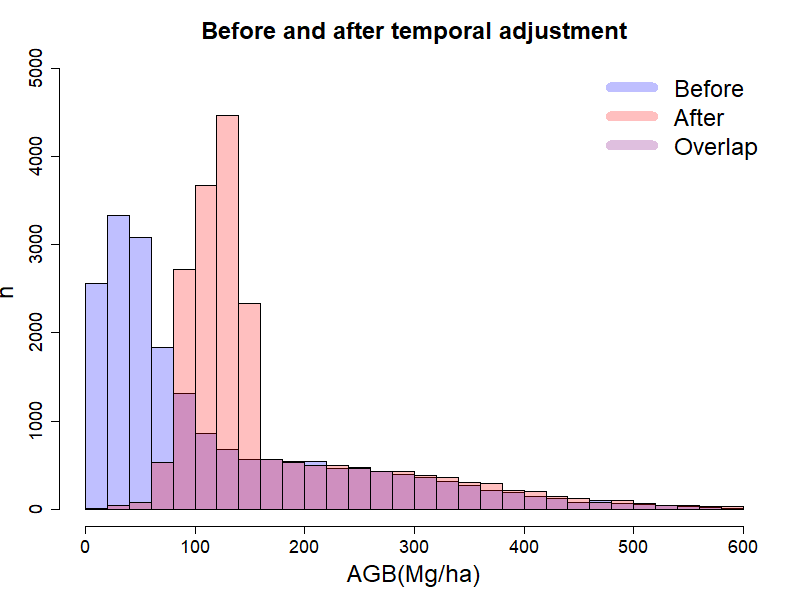 Before and after temporal adjustment
Before
After
Overlap
5000
4000
3000
2000
1000
0
n
0 100 200 300 400 500 600
AGB(Mg/ha)